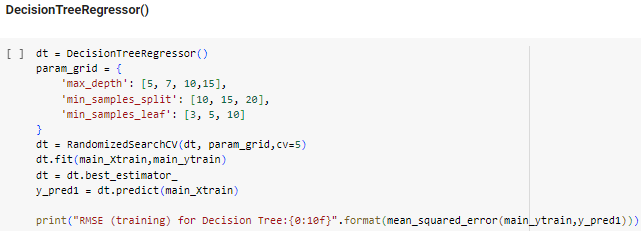 DecisionTreeRegressor()
[ ] dt = DecisionTreeRegressor()
param_grid = {
    'max_depth': [5, 7, 10,15],
    'min_samples_split': [10, 15, 20],
    'min_samples_leaf': [3, 5, 10]
}
dt = RandomizedSearchCV(dt, param_grid,cv=5)
dt.fit(main_Xtrain,main_ytrain)
dt = dt.best_estimator_
y_pred1 = dt.predict(main_Xtrain)
print("RMSE (training) for Decision Tree:{0:10f}".format(mean_squared_error(main_ytrain,y_pred1)))